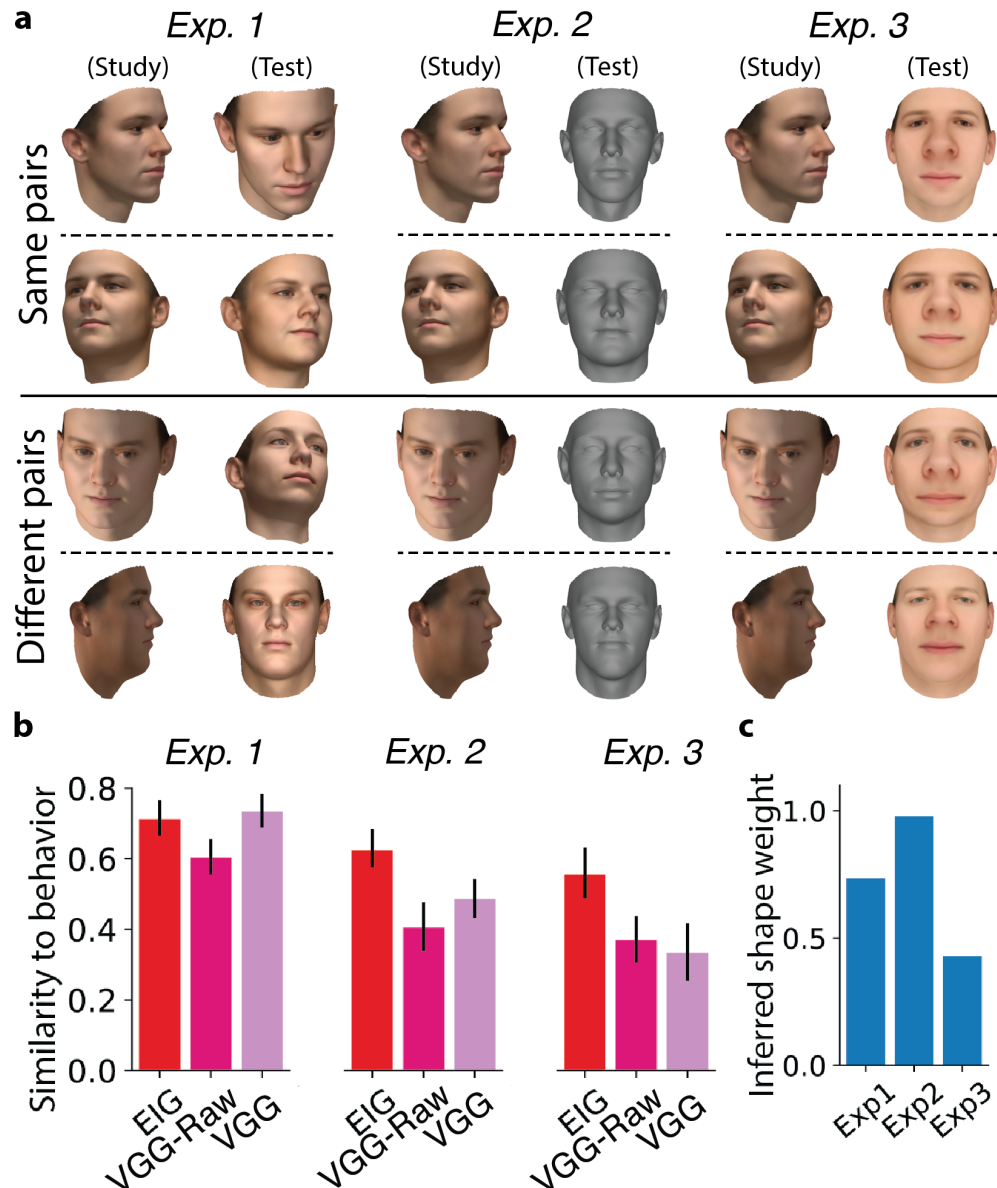 a
Exp. 1 Exp. 2 Exp. 3
(Study) (Test) (Study) (Test) (Study) (Test)
Same pairs
Different pairs
b
Exp. 1 Exp. 2 Exp. 3
Similarity to behavior
0.8
0.6
0.4
0.2
0.0
EIG VGG-Raw VGG EIG VGG-Raw VGG EIG VGG-Raw VGG
c
Inferred shape weight
1.0
0.5
0.0
Exp1 Exp2 Exp3